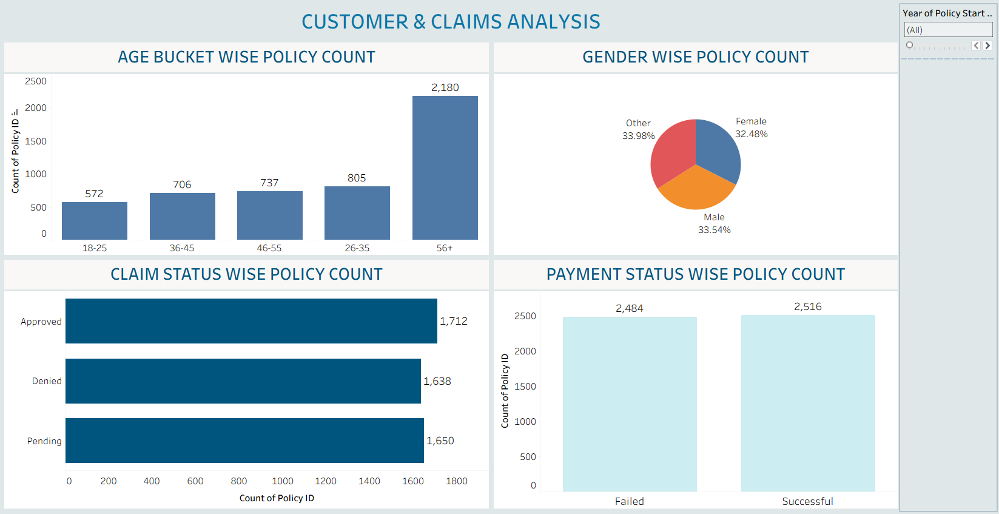 CUSTOMER & CLAIMS ANALYSIS
Year of Policy Start ..
(All)
AGE BUCKET WISE POLICY COUNT
Count of Policy ID
2500
2000
1500
1000
500
0
572
706
737
805
2,180
18-25
36-45
46-55
26-35
56+
GENDER WISE POLICY COUNT
Other
33.98%
Female
32.48%
Male
33.54%
CLAIM STATUS WISE POLICY COUNT
Approved
1,712
Denied
1,638
Pending
1,650
0
200
400
600
800
1000
1200
1400
1600
1800
Count of Policy ID
PAYMENT STATUS WISE POLICY COUNT
Count of Policy ID
2500
2000
1500
1000
500
0
2,484
2,516
Failed
Successful